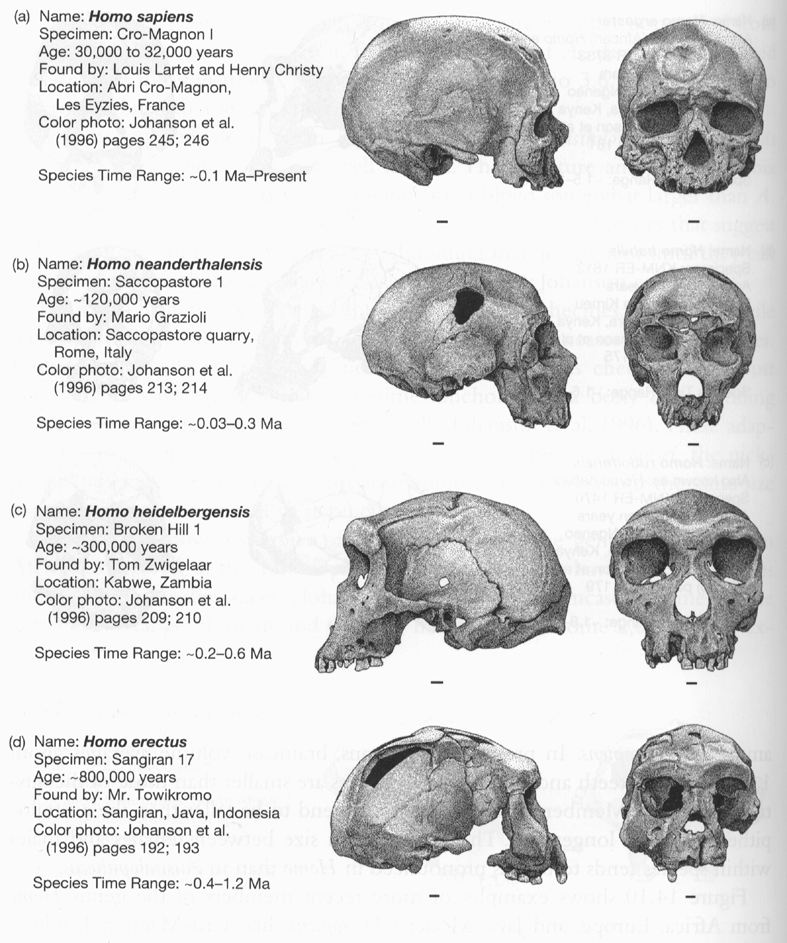 (a) Name: Homo sapiens
Specimen: Cro-Magnon I
Age: 30,000 to 32,000 years
Found by: Louis Lartet and Henry Christy
Location: Abri Cro-Magnon,
Les Eyzies, France
Color photo: Johanson et al.
(1996) pages 245; 246
Species Time Range: ~0.1 Ma–Present
(b) Name: Homo neanderthalensis
Specimen: Saccopastore 1
Age: ~120,000 years
Found by: Mario Grazioli
Location: Saccopastore quarry,
Rome, Italy
Color photo: Johanson et al.
(1996) pages 213; 214
Species Time Range: ~0.03–0.3 Ma
(c) Name: Homo heidelbergensis
Specimen: Broken Hill 1
Age: ~300,000 years
Found by: Tom Zwigelaar
Location: Kabwe, Zambia
Color photo: Johanson et al.
(1996) pages 209; 210
Species Time Range: ~0.2–0.6 Ma
(d) Name: Homo erectus
Specimen: Sangiran 17
Age: ~800,000 years
Found by: Mr. Towikromo
Location: Sangiran, Java, Indonesia
Color photo: Johanson et al.
(1996) pages 192; 193
Species Time Range: ~0.4–1.2 Ma